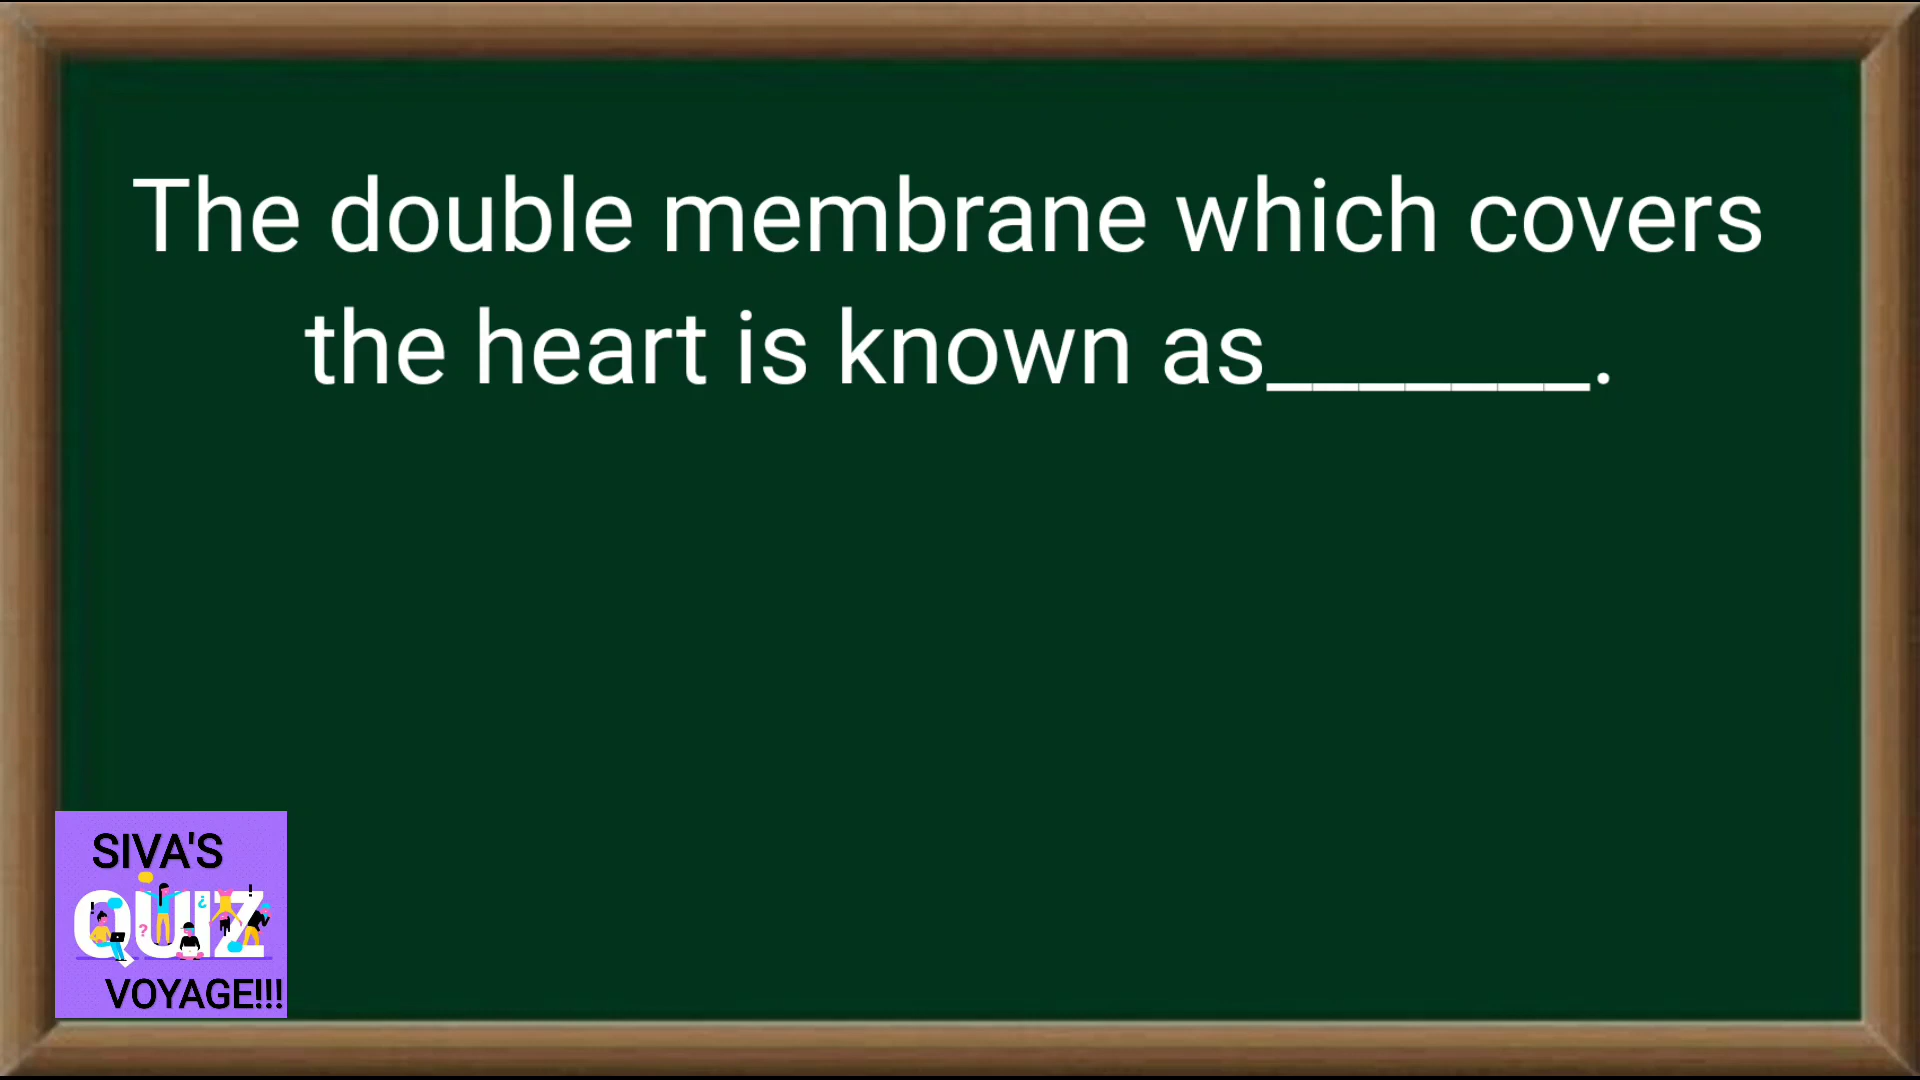 The double membrane which covers
the heart is known as_______.
SIVA'S
QUIZ
VOYAGE!!!